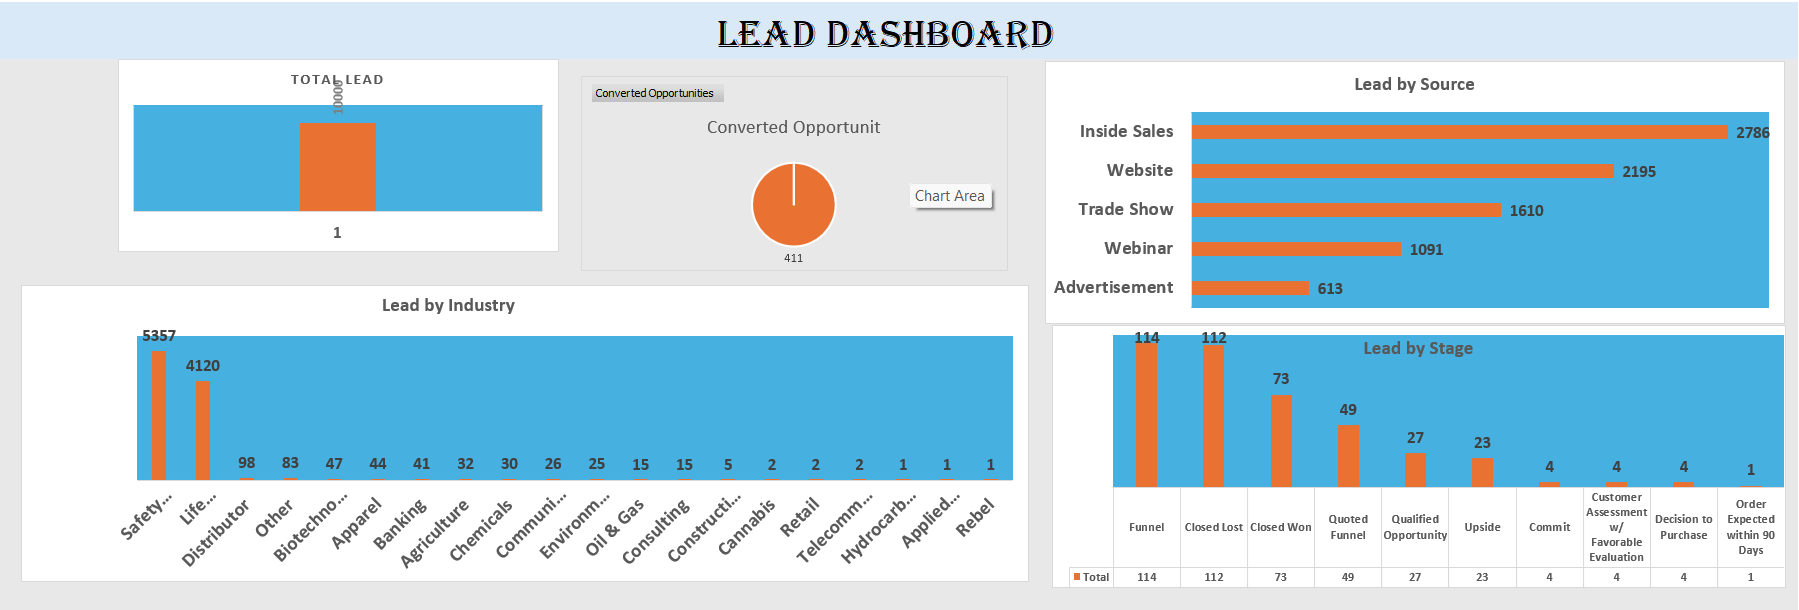 LEAD DASHBOARD
TOTAL LEAD
10000
1
Converted Opportunities
Converted Opportunit
Chart Area
411
Lead by Source
Inside Sales 2786
Website 2195
Trade Show 1610
Webinar 1091
Advertisement 613
Lead by Industry
5357 4120 98 83 47 44 41 32 30 26 25 15 15 5 2 2 2 1 1 1
Safety... Life... Distributor Other Biotechno... Apparel Banking Agriculture Chemicals Communi... Environm... Oil & Gas Consulting Constructi... Cannabis Retail Telecomm... Hydrocarb... Applied... Rebel
Lead by Stage
114 112 73 49 27 23 4 4 4 1
Funnel
Closed Lost
Closed Won
Quoted
Funnel
Qualified
Opportunity
Upside
Commit
Customer
Assessment
w/
Favorable
Evaluation
Decision to
Purchase
Order
Expected
within 90
Days
Total 114 112 73 49 27 23 4 4 4 1